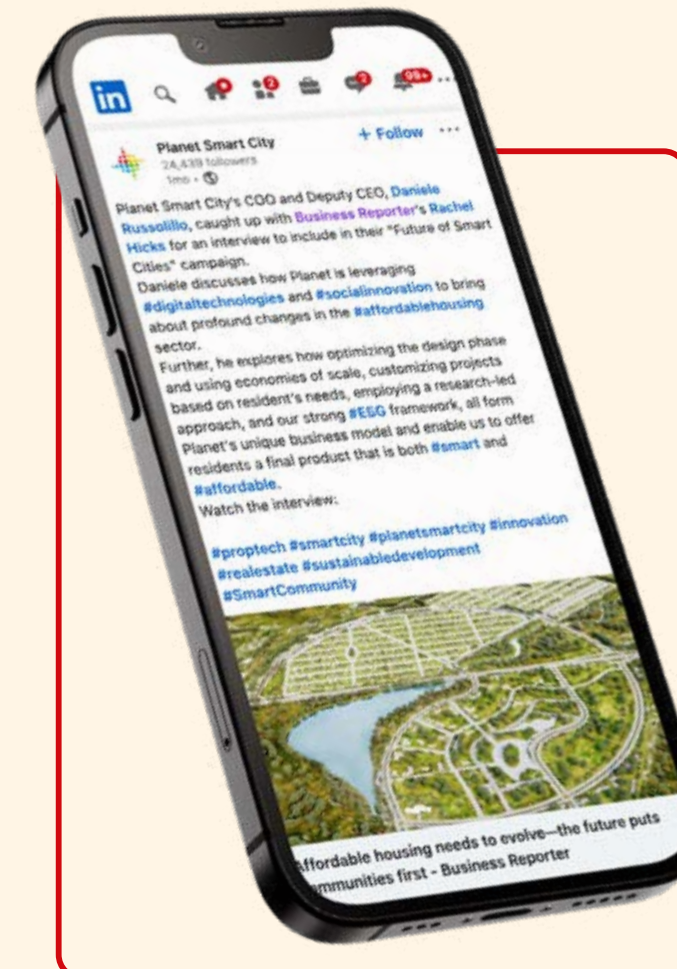 in
2
2
99+
Planet Smart City
+ Follow
24,439 followers
1mo •
Planet Smart City's COO and Deputy CEO, Daniele
Russolillo, caught up with Business Reporter's Rachel
Hicks for an interview to include in their "Future of Smart
Cities" campaign.
Daniele discusses how Planet is leveraging
#digitaltechnologies and #socialinnovation to bring
about profound changes in the #affordablehousing
sector.
Further, he explores how optimizing the design phase
and using economies of scale, customizing projects
based on resident's needs, employing a research-led
approach, and our strong #ESG framework, all form
Planet's unique business model and enable us to offer
residents a final product that is both #smart and
#affordable.
Watch the interview:
#proptech #smartcity #planetsmartcity #innovation
#realestate #sustainabledevelopment
#SmartCommunity
Affordable housing needs to evolve—the future puts
communities first - Business Reporter